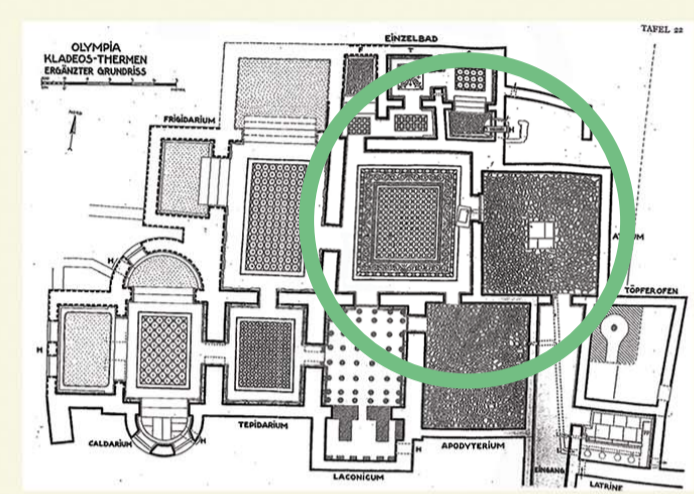 TAFEL 22
EINZELBAD
OLYMPIA
KLADEOS-THERMEN
ERGÄNZTER GRUNDRISS
F
T
FRIGIDARIUM
H
ATRIUM
H
TÖPFEROFEN
H
TEPIDARIUM
CALDARIUM
H
H
APODYTERIUM
LACONICUM
EINGANG
LATRINE